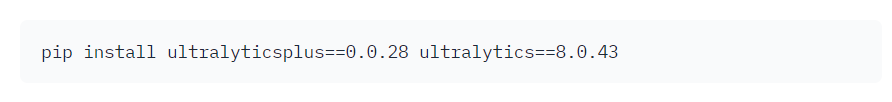 pip install ultralyticsplus==0.0.28 ultralytics==8.0.43